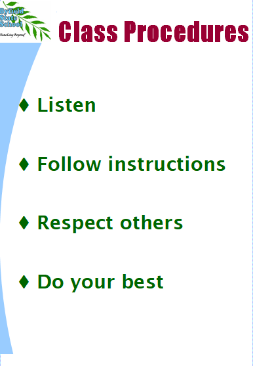 Class Procedures
♦ Listen
♦ Follow instructions
♦ Respect others
♦ Do your best